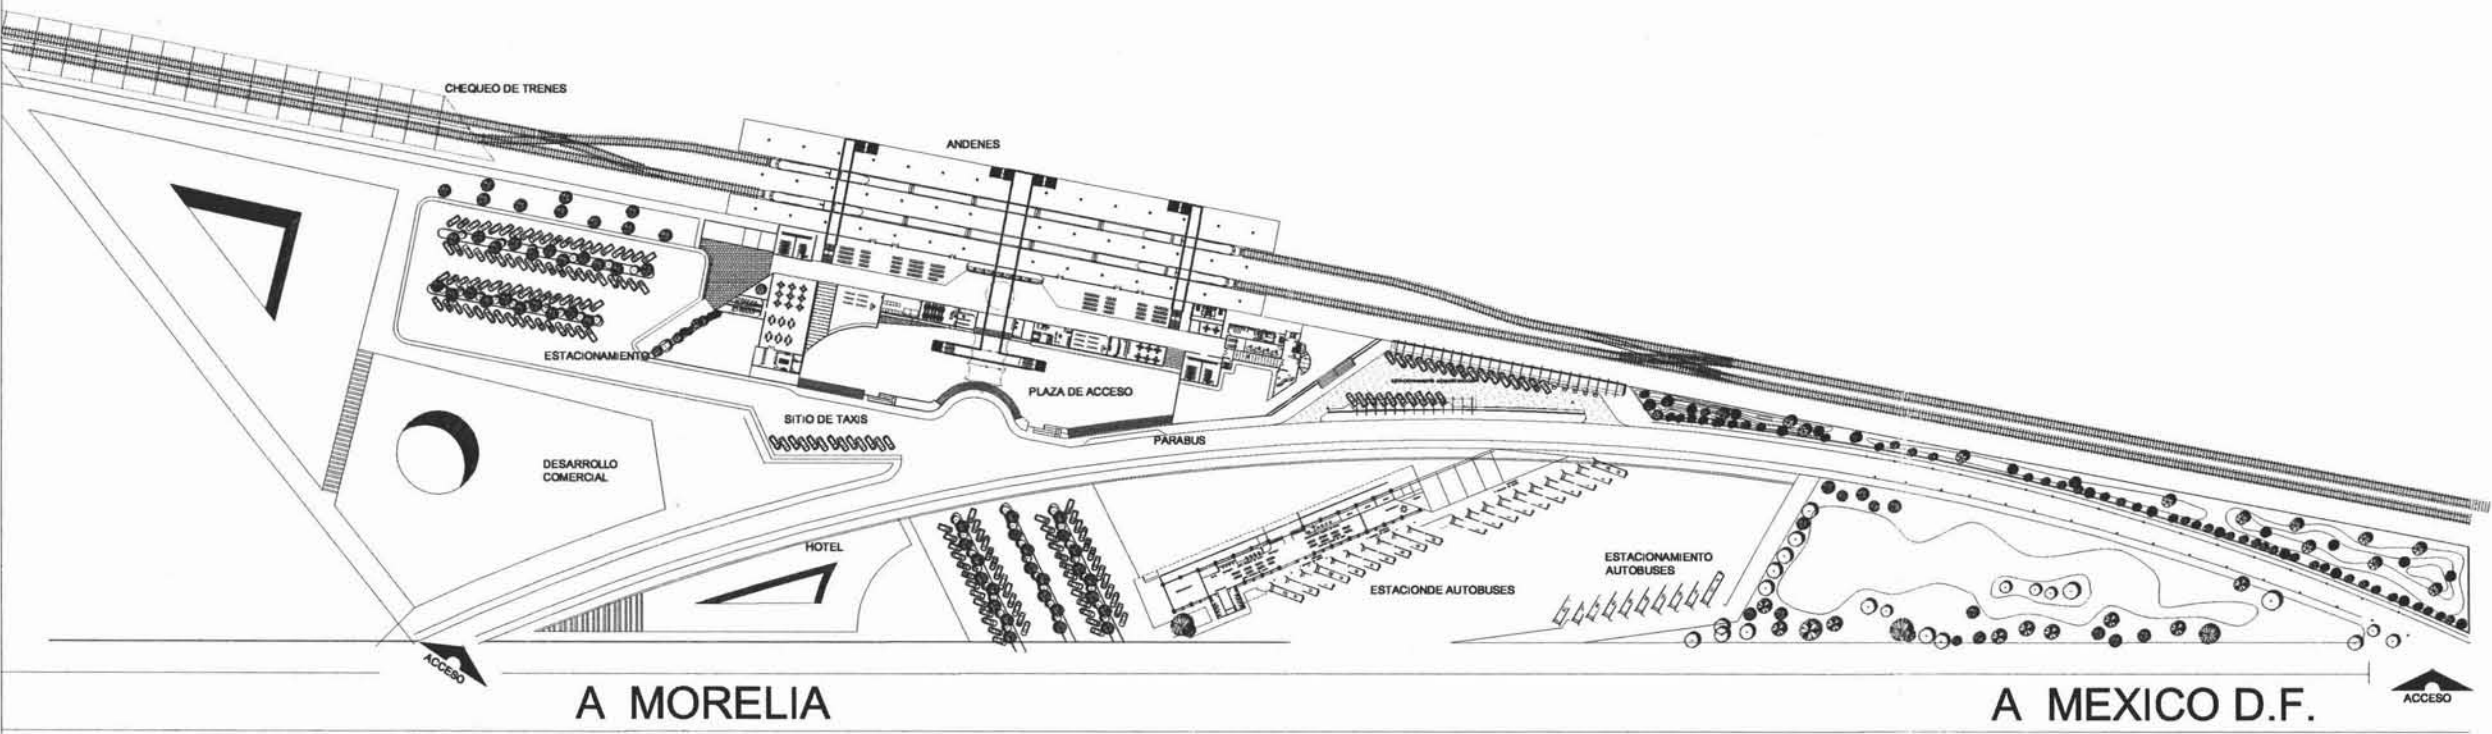 CHEQUEO DE TRENES
ANDENES
ESTACIONAMIENTO
PLAZA DE ACCESO
SITIO DE TAXIS
PARABUS
DESARROLLO
COMERCIAL
HOTEL
ESTACIONDE AUTOBUSES
ESTACIONAMIENTO
AUTOBUSES
ACCESO
A MORELIA
A MEXICO D.F.
ACCESO